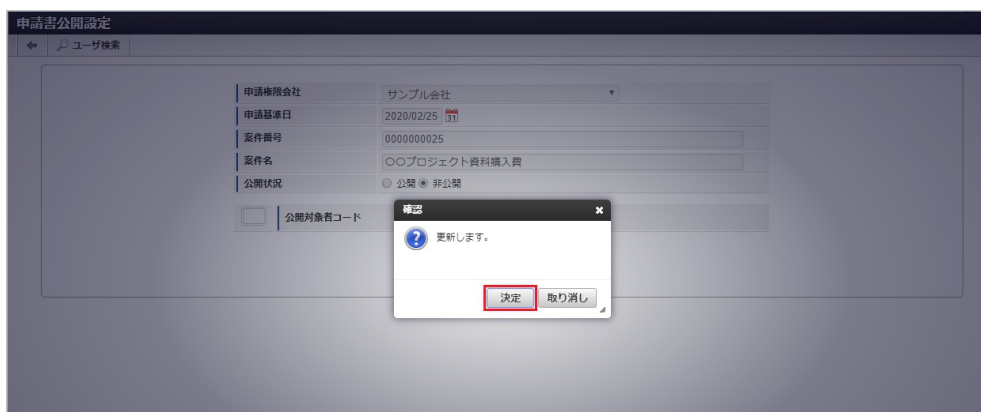 申請書公開設定
ユーザ検索
申請権限会社 サンプル会社
申請基準日 2020/02/25 31
案件番号 0000000025
案件名 〇〇プロジェクト資料購入費
公開状況 公開 非公開
公開対象者コード
確認
更新します。
決定 取り消し